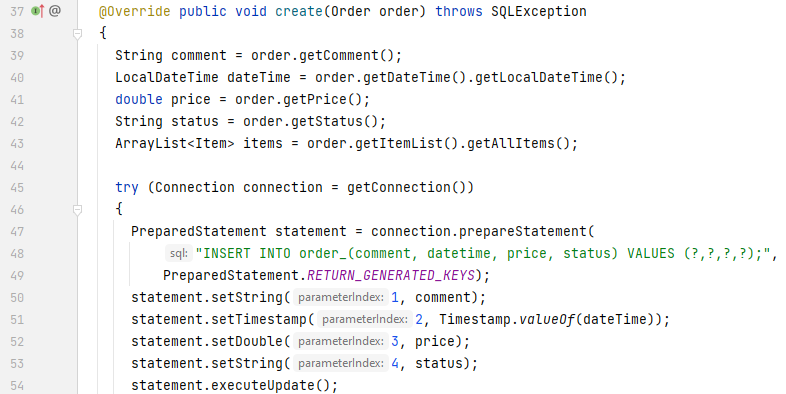 37 @ @Override public void create(Order order) throws SQLException
38 {
39 String comment = order.getComment();
40 LocalDateTime dateTime = order.getDateTime().getLocalDateTime();
41 double price = order.getPrice();
42 String status = order.getStatus();
43 ArrayList<Item> items = order.getItemList().getAllItems();
44
45 try (Connection connection = getConnection())
46 {
47 PreparedStatement statement = connection.prepareStatement(
48 sql: "INSERT INTO order_(comment, datetime, price, status) VALUES (?,?,?,?);",
49 PreparedStatement.RETURN_GENERATED_KEYS);
50 statement.setString( parameterIndex: 1, comment);
51 statement.setTimestamp( parameterIndex: 2, Timestamp.valueOf(dateTime));
52 statement.setDouble( parameterIndex: 3, price);
53 statement.setString( parameterIndex: 4, status);
54 statement.executeUpdate();